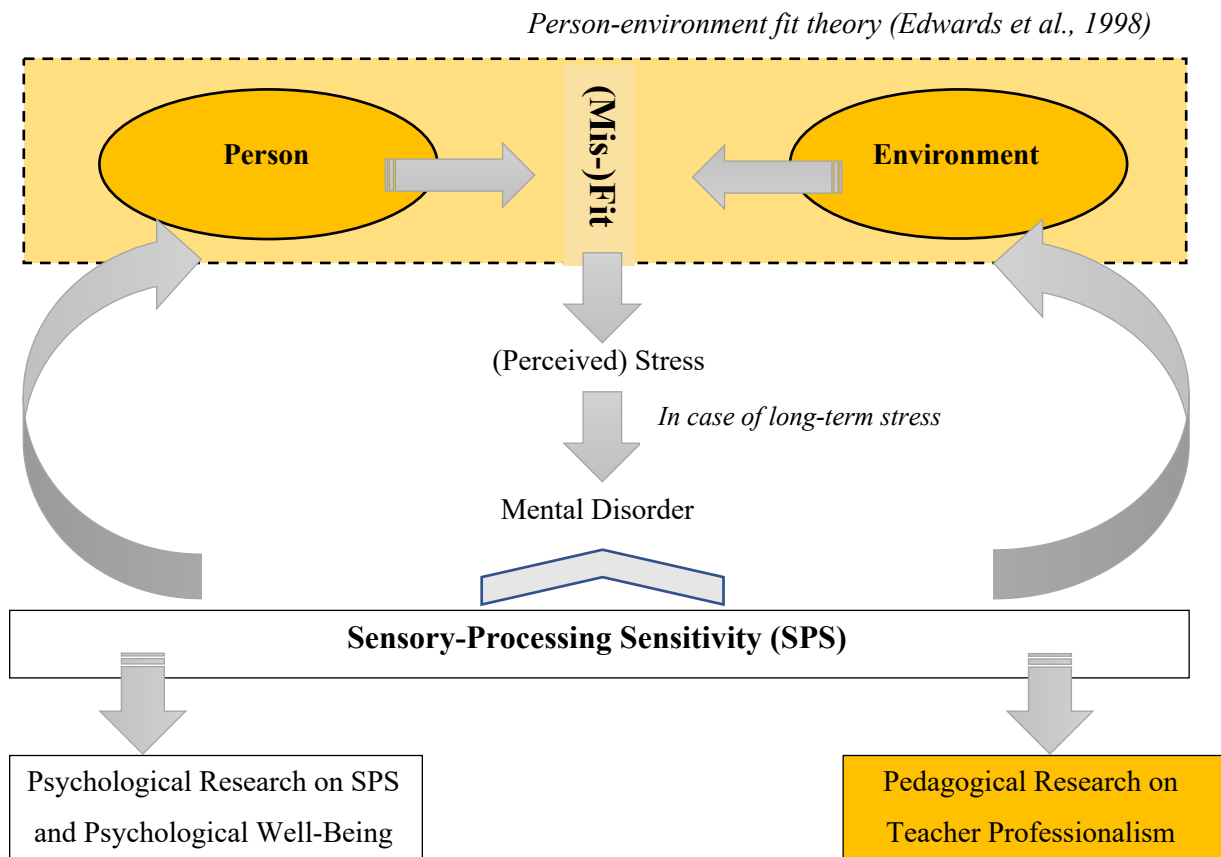 Person-environment fit theory (Edwards et al., 1998)
Person
(Mis-)Fit
Environment
(Perceived) Stress
In case of long-term stress
Mental Disorder
Sensory-Processing Sensitivity (SPS)
Psychological Research on SPS
and Psychological Well-Being
Pedagogical Research on
Teacher Professionalism